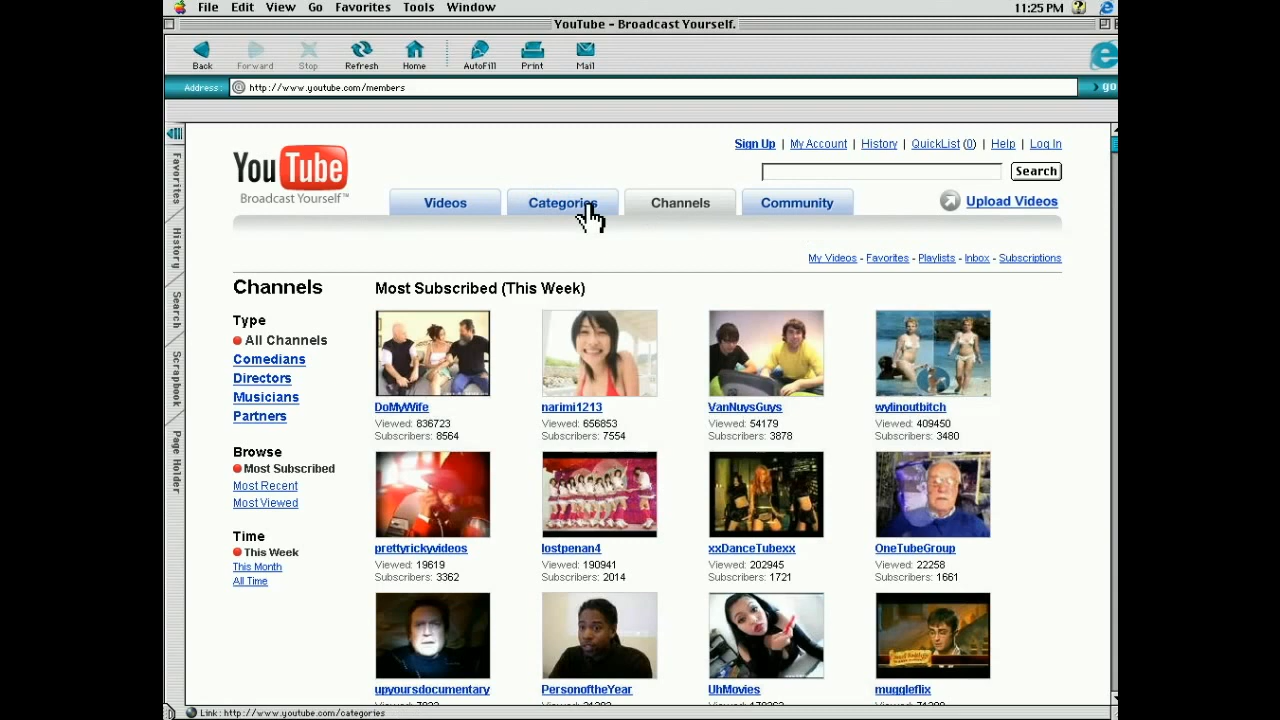 File Edit View Go Favorites Tools Window 11:25 PM
YouTube - Broadcast Yourself.
Back Forward Stop Refresh Home AutoFill Print Mail
Address: http://www.youtube.com/members go
Favorites
History
Search
Scrapbook
Page Holder
YouTube
Broadcast Yourself™
Sign Up | My Account | History | QuickList (0) | Help | Log In
Search
Videos Categories Channels Community Upload Videos
My Videos - Favorites - Playlists - Inbox - Subscriptions
Channels
Type
All Channels
Comedians
Directors
Musicians
Partners
Browse
Most Subscribed
Most Recent
Most Viewed
Time
This Week
This Month
All Time
Most Subscribed (This Week)
DoMyWife narimi1213 VanNuysGuys wylinoutbitch
Viewed: 836723 Viewed: 656853 Viewed: 54179 Viewed: 409450
Subscribers: 8564 Subscribers: 7554 Subscribers: 3878 Subscribers: 3480
prettyrickyvideos lostpenan4 xxDanceTubexx OneTubeGroup
Viewed: 19619 Viewed: 190941 Viewed: 202945 Viewed: 22258
Subscribers: 3362 Subscribers: 2014 Subscribers: 1721 Subscribers: 1661
upyoursdocumentary PersonoftheYear UhMovies muggleflix
Link: http://www.youtube.com/categories